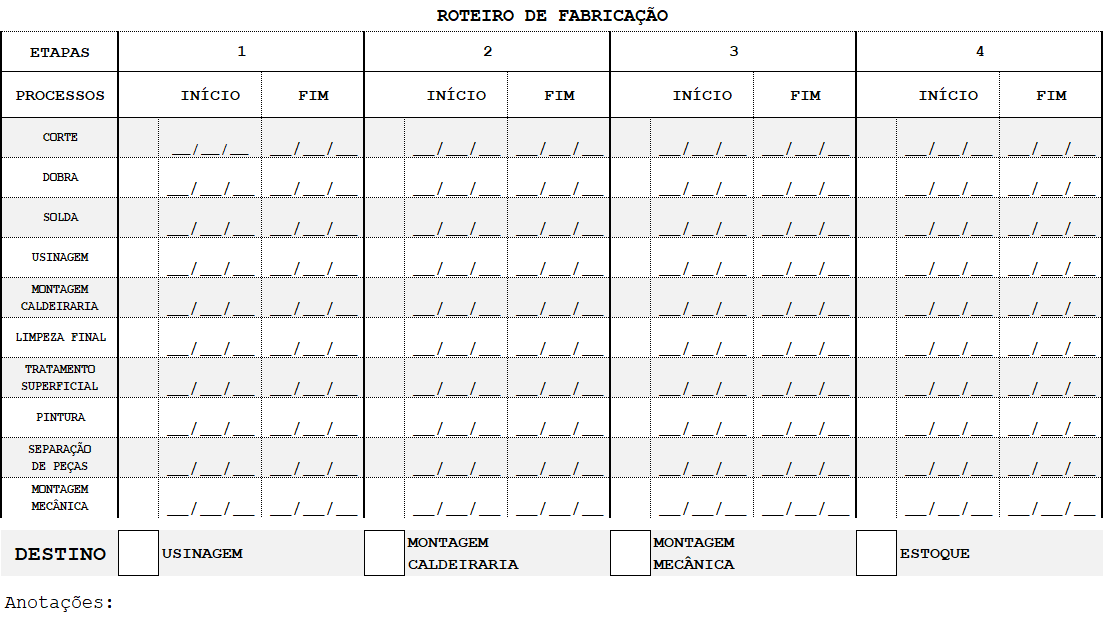 ROTEIRO DE FABRICAÇÃO
ETAPAS 1 2 3 4
PROCESSOS INÍCIO FIM INÍCIO FIM INÍCIO FIM INÍCIO FIM
CORTE __/__/__ __/__/__ __/__/__ __/__/__ __/__/__ __/__/__ __/__/__ __/__/__
DOBRA __/__/__ __/__/__ __/__/__ __/__/__ __/__/__ __/__/__ __/__/__ __/__/__
SOLDA __/__/__ __/__/__ __/__/__ __/__/__ __/__/__ __/__/__ __/__/__ __/__/__
USINAGEM __/__/__ __/__/__ __/__/__ __/__/__ __/__/__ __/__/__ __/__/__ __/__/__
MONTAGEM
CALDEIRARIA __/__/__ __/__/__ __/__/__ __/__/__ __/__/__ __/__/__ __/__/__ __/__/__
LIMPEZA FINAL __/__/__ __/__/__ __/__/__ __/__/__ __/__/__ __/__/__ __/__/__ __/__/__
TRATAMENTO
SUPERFICIAL __/__/__ __/__/__ __/__/__ __/__/__ __/__/__ __/__/__ __/__/__ __/__/__
PINTURA __/__/__ __/__/__ __/__/__ __/__/__ __/__/__ __/__/__ __/__/__ __/__/__
SEPARAÇÃO
DE PEÇAS __/__/__ __/__/__ __/__/__ __/__/__ __/__/__ __/__/__ __/__/__ __/__/__
MONTAGEM
MECÂNICA __/__/__ __/__/__ __/__/__ __/__/__ __/__/__ __/__/__ __/__/__ __/__/__
DESTINO
USINAGEM
MONTAGEM
CALDEIRARIA
MONTAGEM
MECÂNICA
ESTOQUE
Anotações: